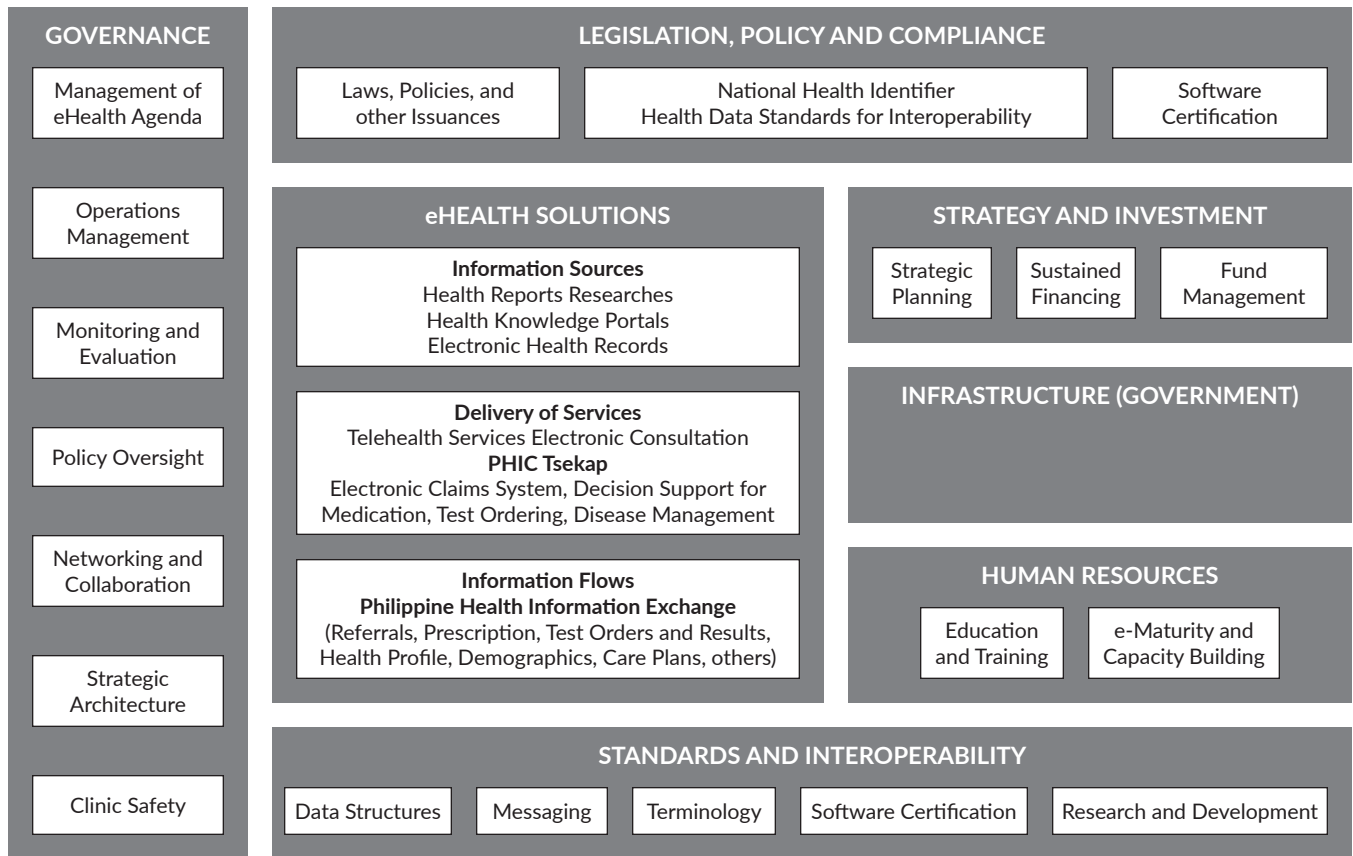 GOVERNANCE
Management of
eHealth Agenda
Operations
Management
Monitoring and
Evaluation
Policy Oversight
Networking and
Collaboration
Strategic
Architecture
Clinic Safety
LEGISLATION, POLICY AND COMPLIANCE
Laws, Policies, and
other Issuances
National Health Identifier
Health Data Standards for Interoperability
Software
Certification
eHEALTH SOLUTIONS
Information Sources
Health Reports Researches
Health Knowledge Portals
Electronic Health Records
Delivery of Services
Telehealth Services Electronic Consultation
PHIC Tsekap
Electronic Claims System, Decision Support for
Medication, Test Ordering, Disease Management
Information Flows
Philippine Health Information Exchange
(Referrals, Prescription, Test Orders and Results,
Health Profile, Demographics, Care Plans, others)
STRATEGY AND INVESTMENT
Strategic
Planning
Sustained
Financing
Fund
Management
INFRASTRUCTURE (GOVERNMENT)
HUMAN RESOURCES
Education
and Training
e-Maturity and
Capacity Building
STANDARDS AND INTEROPERABILITY
Data Structures
Messaging
Terminology
Software Certification
Research and Development